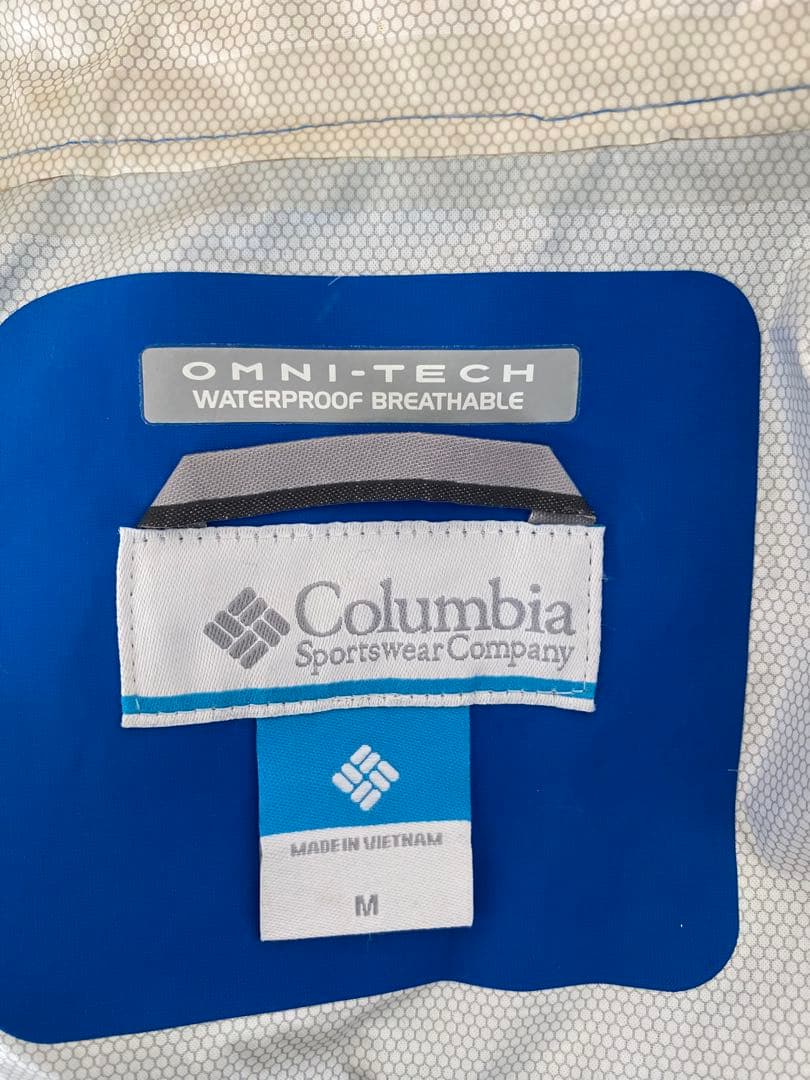 OMNI-TECH
WATERPROOF BREATHABLE
Columbia
Sportswear Company
MADE IN VIETNAM
M